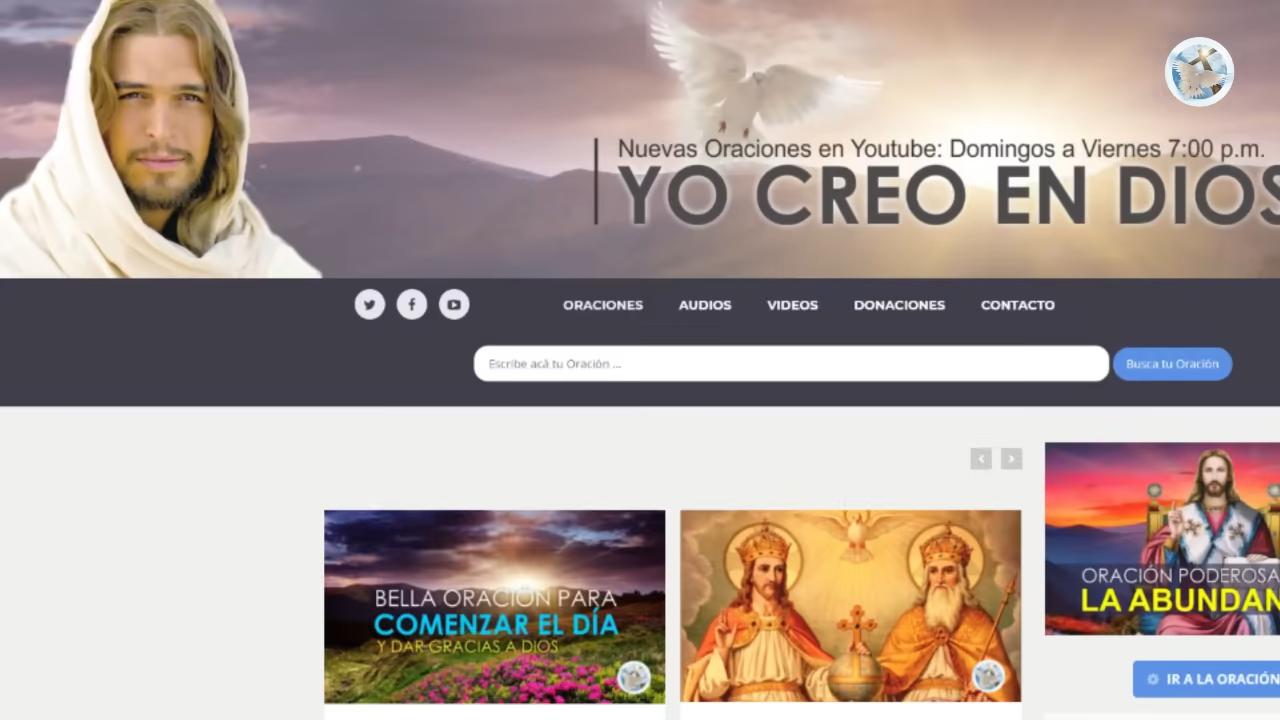 Nuevas Oraciones en Youtube: Domingos a Viernes 7:00 p.m.
YO CREO EN DIOS
ORACIONES AUDIOS VIDEOS DONACIONES CONTACTO
Escribe acá tu Oración ...
Busca tu Oración
BELLA ORACIÓN PARA
COMENZAR EL DÍA
Y DAR GRACIAS A DIOS
ORACIÓN PODEROSA
LA ABUNDAN
IR A LA ORACIÓN